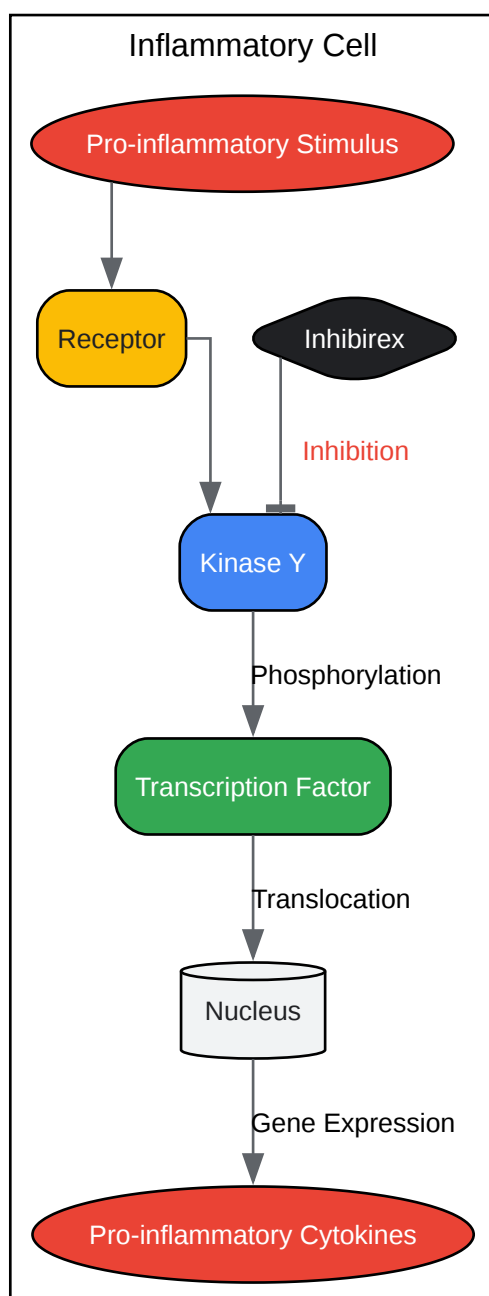 Inflammatory Cell
Pro-inflammatory Stimulus
Receptor
Inhibirex
Inhibition
Kinase Y
Phosphorylation
Transcription Factor
Translocation
Nucleus
Gene Expression
Pro-inflammatory Cytokines